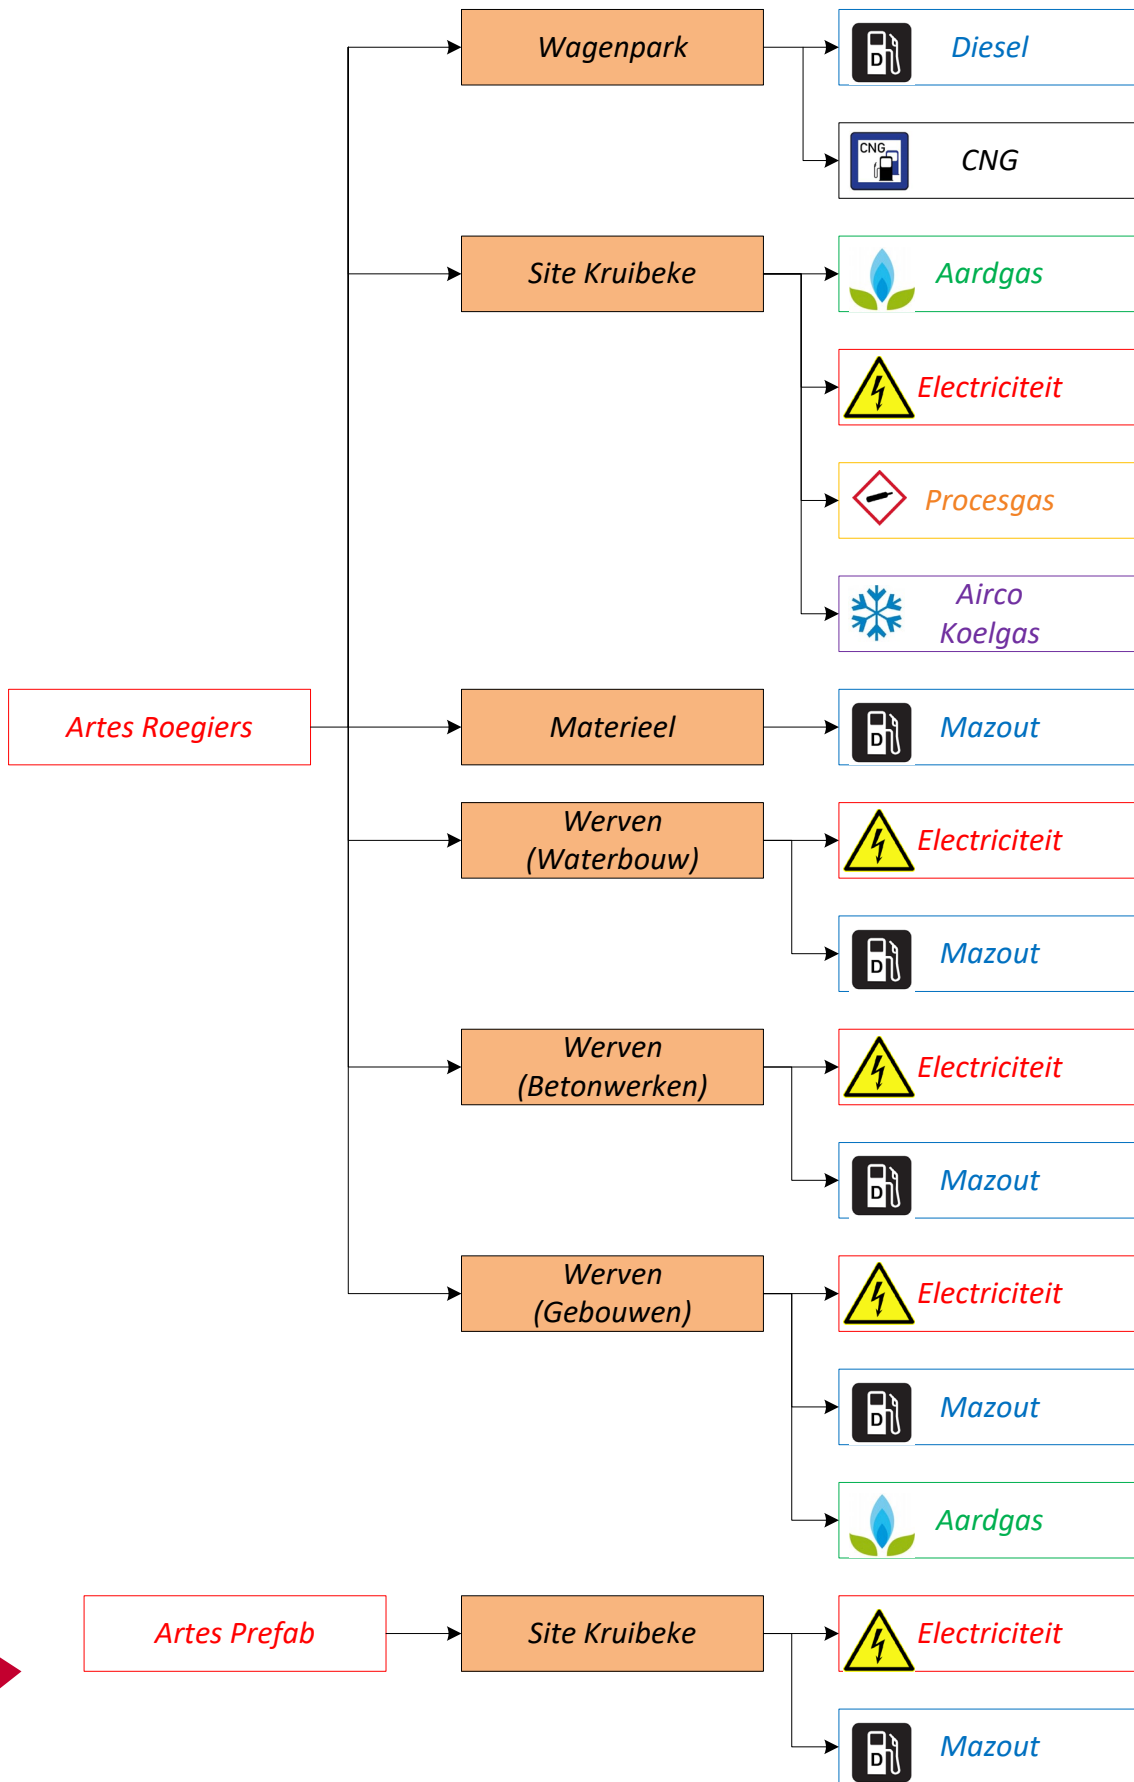 Wagenpark
D
Diesel
CNG
CNG
Site Kruibeke
Aardgas
Electriciteit
Procesgas
Airco
Koelgas
Artes Roegiers
Materieel
D
Mazout
Werven
(Waterbouw)
Electriciteit
D
Mazout
Werven
(Betonwerken)
Electriciteit
D
Mazout
Werven
(Gebouwen)
Electriciteit
D
Mazout
Aardgas
Artes Prefab
Site Kruibeke
Electriciteit
D
Mazout